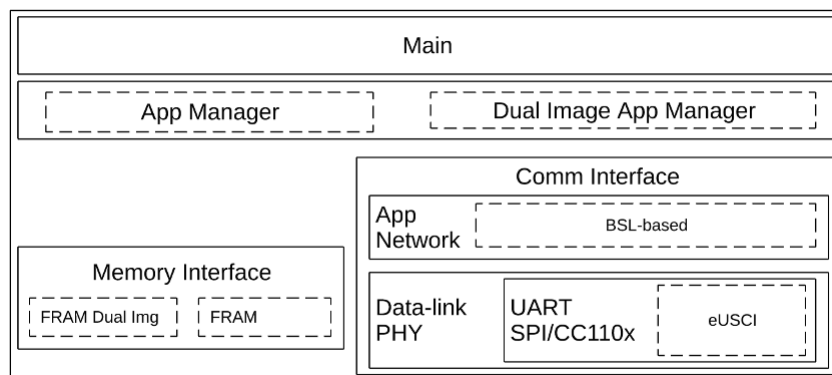 Main
App Manager
Dual Image App Manager
Comm Interface
App
Network
BSL-based
Memory Interface
FRAM Dual Img
FRAM
Data-link
PHY
UART
SPI/CC110x
eUSCI